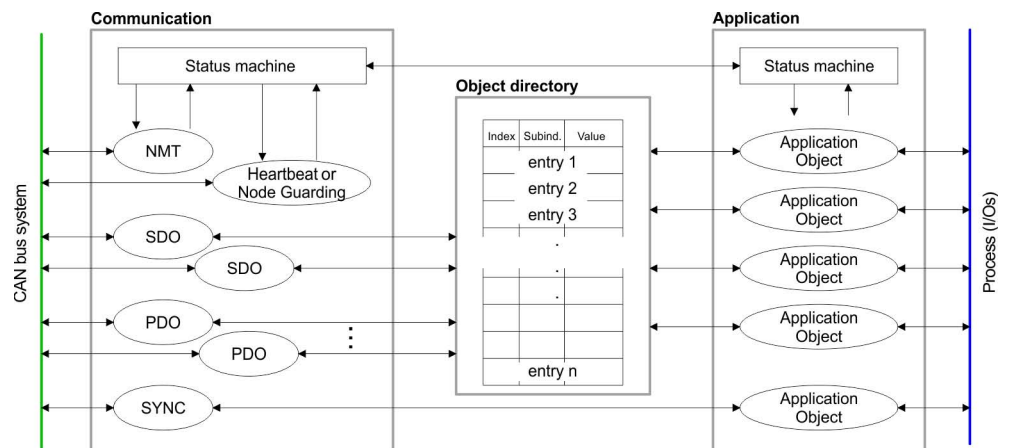 Communication
Application
Status machine
Status machine
Object directory
Index Subind. Value
NMT
Application
Object
entry 1
Heartbeat or
Node Guarding
entry 2
entry 3
Application
Object
SDO
SDO
Application
Object
CAN bus system
Process (I/Os)
PDO
PDO
Application
Object
entry n
SYNC
Application
Object